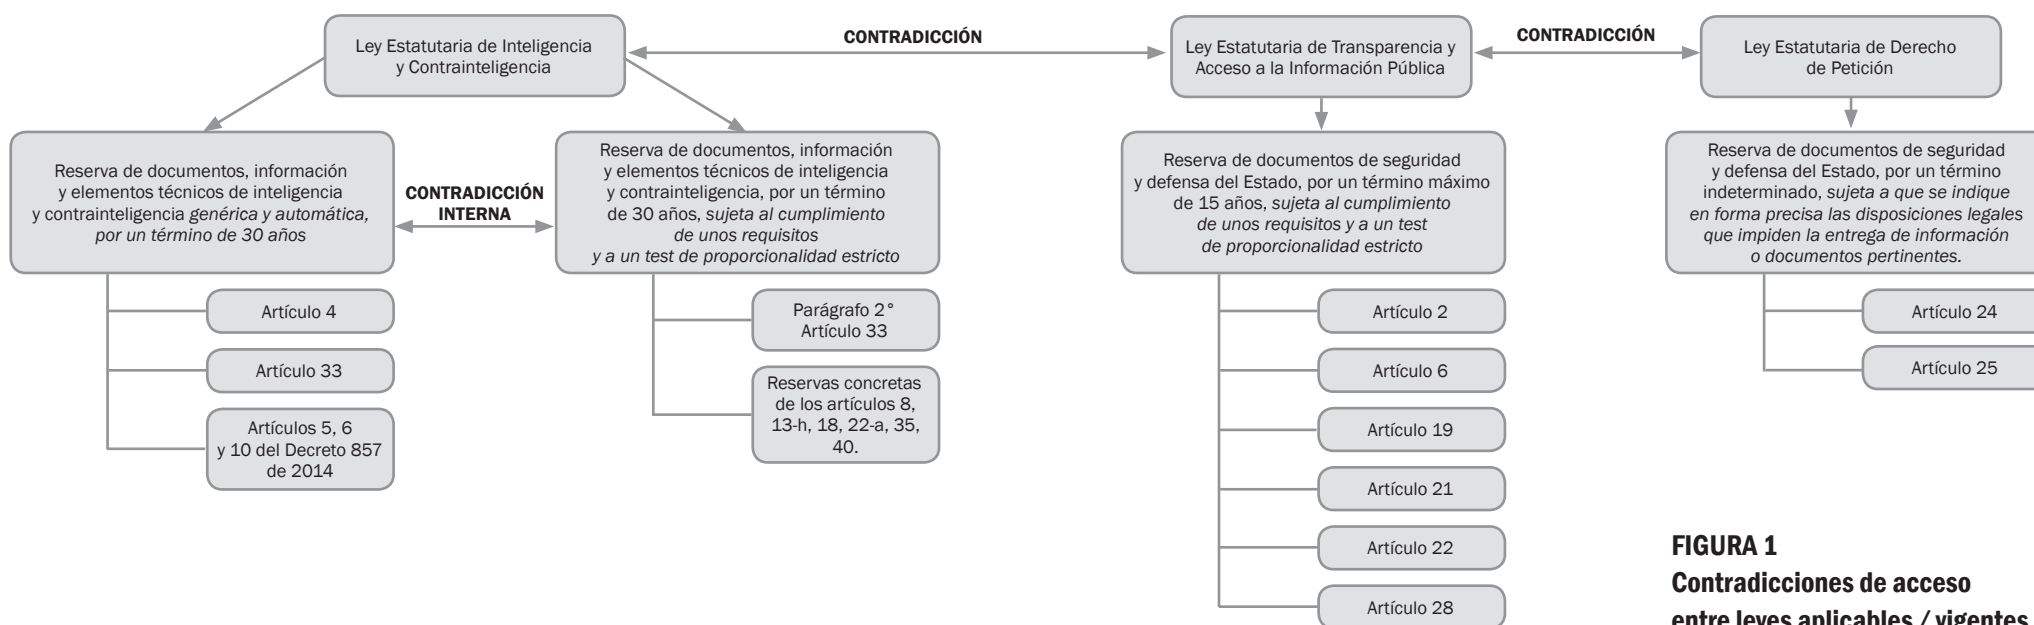 Ley Estatutaria de Inteligencia
y Contrainteligencia
CONTRADICCIÓN
Ley Estatutaria de Transparencia y
Acceso a la Información Pública
CONTRADICCIÓN
Ley Estatutaria de Derecho
de Petición
Reserva de documentos, información
y elementos técnicos de inteligencia
y contrainteligencia genérica y automática,
por un término de 30 años
CONTRADICCIÓN
INTERNA
Reserva de documentos, información
y elementos técnicos de inteligencia
y contrainteligencia, por un término
de 30 años, sujeta al cumplimiento
de unos requisitos
y a un test de proporcionalidad estricto
Reserva de documentos de seguridad
y defensa del Estado, por un término máximo
de 15 años, sujeta al cumplimiento
de unos requisitos y a un test
de proporcionalidad estricto
Reserva de documentos de seguridad
y defensa del Estado, por un término
indeterminado, sujeta a que se indique
en forma precisa las disposiciones legales
que impiden la entrega de información
o documentos pertinentes.
Artículo 4
Artículo 33
Artículos 5, 6
y 10 del Decreto 857
de 2014
Parágrafo 2°
Artículo 33
Reservas concretas
de los artículos 8,
13-h, 18, 22-a, 35,
40.
Artículo 2
Artículo 6
Artículo 19
Artículo 21
Artículo 22
Artículo 28
Artículo 24
Artículo 25
FIGURA 1
Contradicciones de acceso
entre leyes aplicables / vigentes